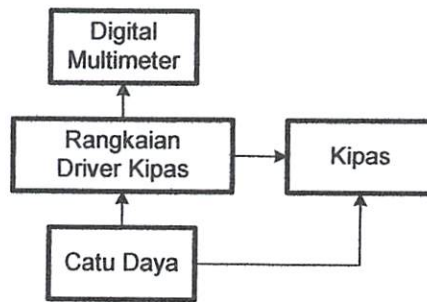 Digital
Multimeter
Rangkaian
Driver Kipas
Kipas
Catu Daya